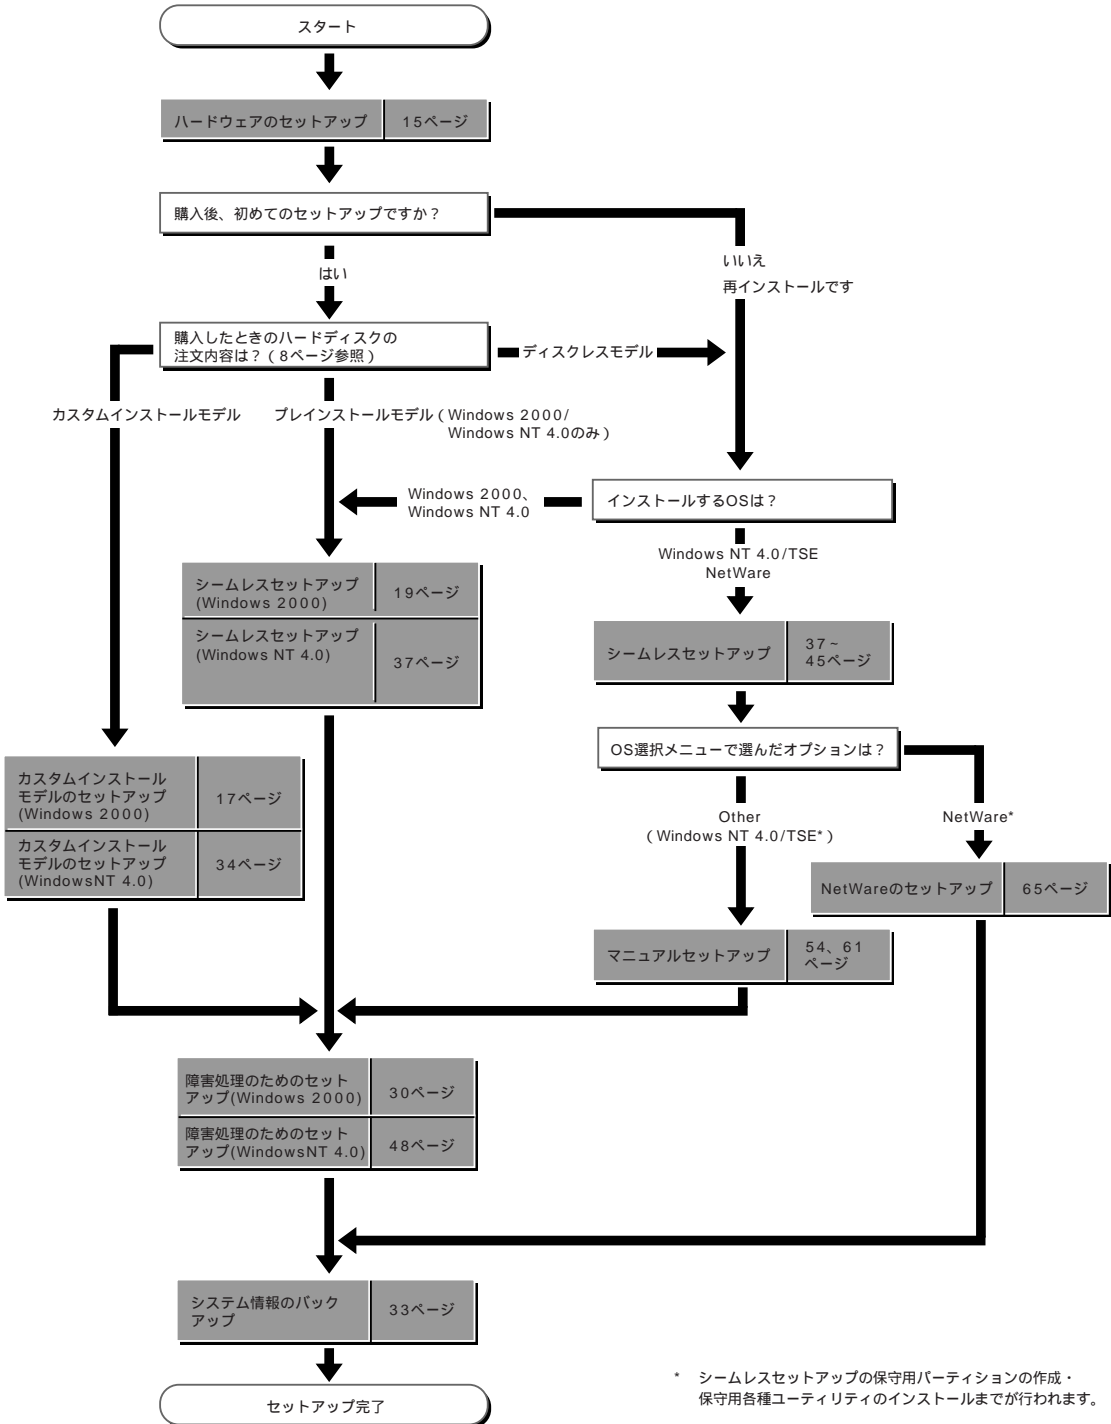 スタート
ハードウェアのセットアップ
15ページ
購入後、初めてのセットアップですか？
いいえ
再インストールです
はい
購入したときのハードディスクの
注文内容は？（8ページ参照）
ディスクレスモデル
カスタムインストールモデル
プレインストールモデル（Windows 2000/
Windows NT 4.0のみ）
Windows 2000、
Windows NT 4.0
インストールするOSは？
Windows NT 4.0/TSE
NetWare
シームレスセットアップ
(Windows 2000)
19ページ
シームレスセットアップ
(Windows NT 4.0)
37ページ
シームレスセットアップ
37~
45ページ
OS選択メニューで選んだオプションは？
カスタムインストール
モデルのセットアップ
(Windows 2000)
17ページ
カスタムインストール
モデルのセットアップ
(WindowsNT 4.0)
34ページ
Other
（Windows NT 4.0/TSE*）
NetWare*
NetWareのセットアップ
65ページ
マニュアルセットアップ
54、61
ページ
障害処理のためのセット
アップ(Windows 2000)
30ページ
障害処理のためのセット
アップ(WindowsNT 4.0)
48ページ
システム情報のバック
アップ
33ページ
セットアップ完了
* シームレスセットアップの保守用パーティションの作成・
保守用各種ユーティリティのインストールまでが行われます。